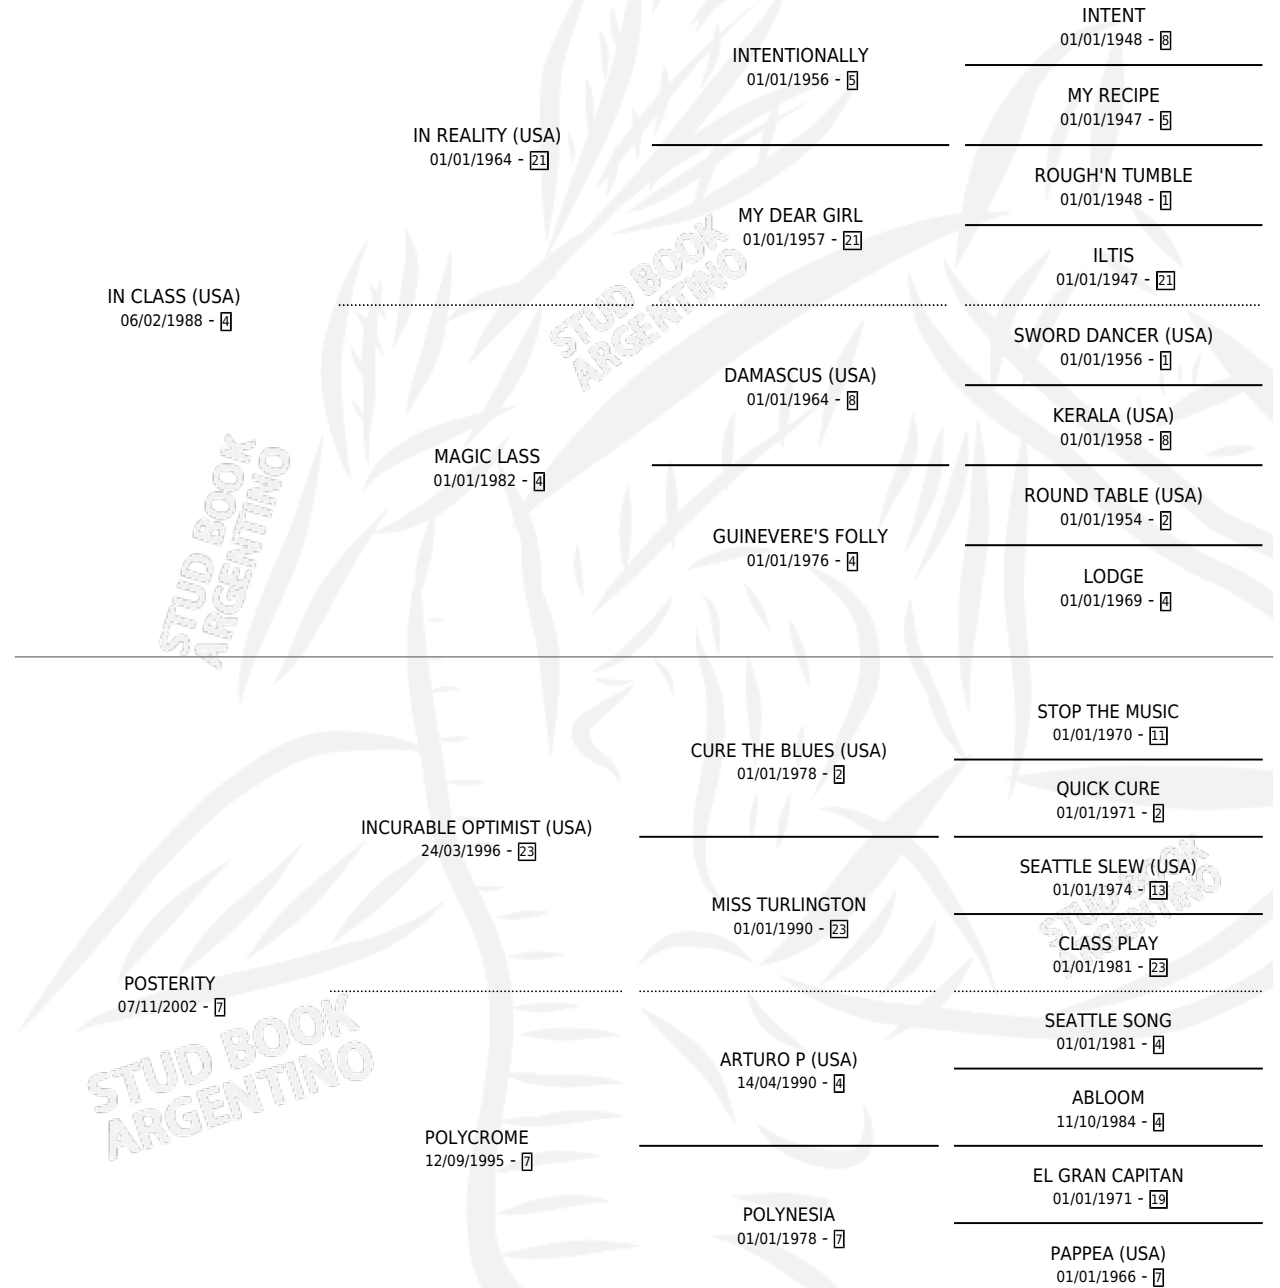 INTENT
01/01/1948 - 8
INTENTIONALLY
01/01/1956 - 5
MY RECIPE
01/01/1947 - 5
IN REALITY (USA)
01/01/1964 - 21
ROUGH'N TUMBLE
01/01/1948 - 1
MY DEAR GIRL
01/01/1957 - 21
ILTIS
01/01/1947 - 21
IN CLASS (USA)
06/02/1988 - 4
SWORD DANCER (USA)
01/01/1956 - 1
DAMASCUS (USA)
01/01/1964 - 8
KERALA (USA)
01/01/1958 - 8
MAGIC LASS
01/01/1982 - 4
ROUND TABLE (USA)
01/01/1954 - 2
GUINEVERE'S FOLLY
01/01/1976 - 4
LODGE
01/01/1969 - 4
STOP THE MUSIC
01/01/1970 - 11
CURE THE BLUES (USA)
01/01/1978 - 2
QUICK CURE
01/01/1971 - 2
INCURABLE OPTIMIST (USA)
24/03/1996 - 23
SEATTLE SLEW (USA)
01/01/1974 - 13
MISS TURLINGTON
01/01/1990 - 23
CLASS PLAY
01/01/1981 - 23
POSTERITY
07/11/2002 - 7
SEATTLE SONG
01/01/1981 - 4
ARTURO P (USA)
14/04/1990 - 4
ABLOOM
11/10/1984 - 4
POLYCROME
12/09/1995 - 7
EL GRAN CAPITAN
01/01/1971 - 19
POLYNESIA
01/01/1978 - 7
PAPPEA (USA)
01/01/1966 - 7
STUD BOOK
ARGENTINO
STUD BOOK
ARGENTINO
STUD BOOK
ARGENTINO
STUD BOOK
ARGENTINO